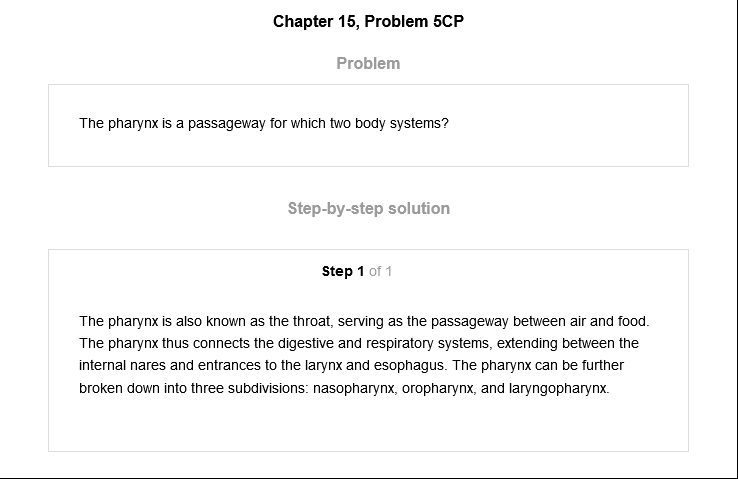 Chapter 15, Problem 5CP
Problem
The pharynx is a passageway for which two body systems?
Step-by-step solution
Step 1 of 1
The pharynx is also known as the throat, serving as the passageway between air and food.
The pharynx thus connects the digestive and respiratory systems, extending between the
internal nares and entrances to the larynx and esophagus. The pharynx can be further
broken down into three subdivisions: nasopharynx, oropharynx, and laryngopharynx.